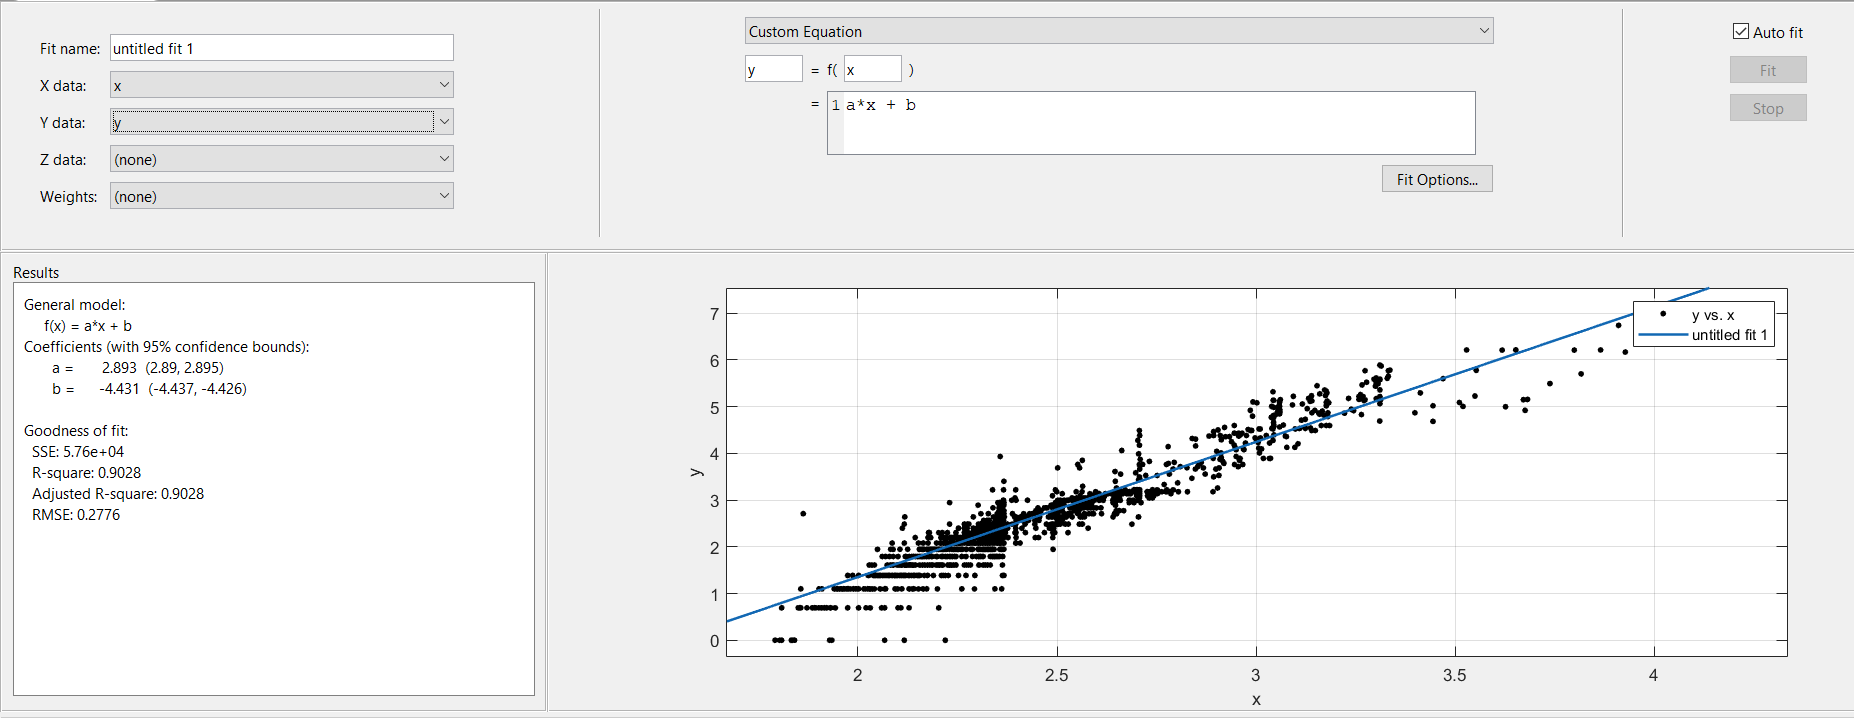 Fit name: untitled fit 1
X data: x
Y data: y
Z data: (none)
Weights: (none)
Custom Equation
y = f( x )
= 1 a*x + b
Fit Options...
Auto fit
Fit
Stop
Results
General model:
f(x) = a*x + b
Coefficients (with 95% confidence bounds):
a = 2.893 (2.89, 2.895)
b = -4.431 (-4.437, -4.426)
Goodness of fit:
SSE: 5.76e+04
R-square: 0.9028
Adjusted R-square: 0.9028
RMSE: 0.2776
y vs. x
untitled fit 1
7
6
5
4
3
2
1
0
y
2 2.5 3 3.5 4
x